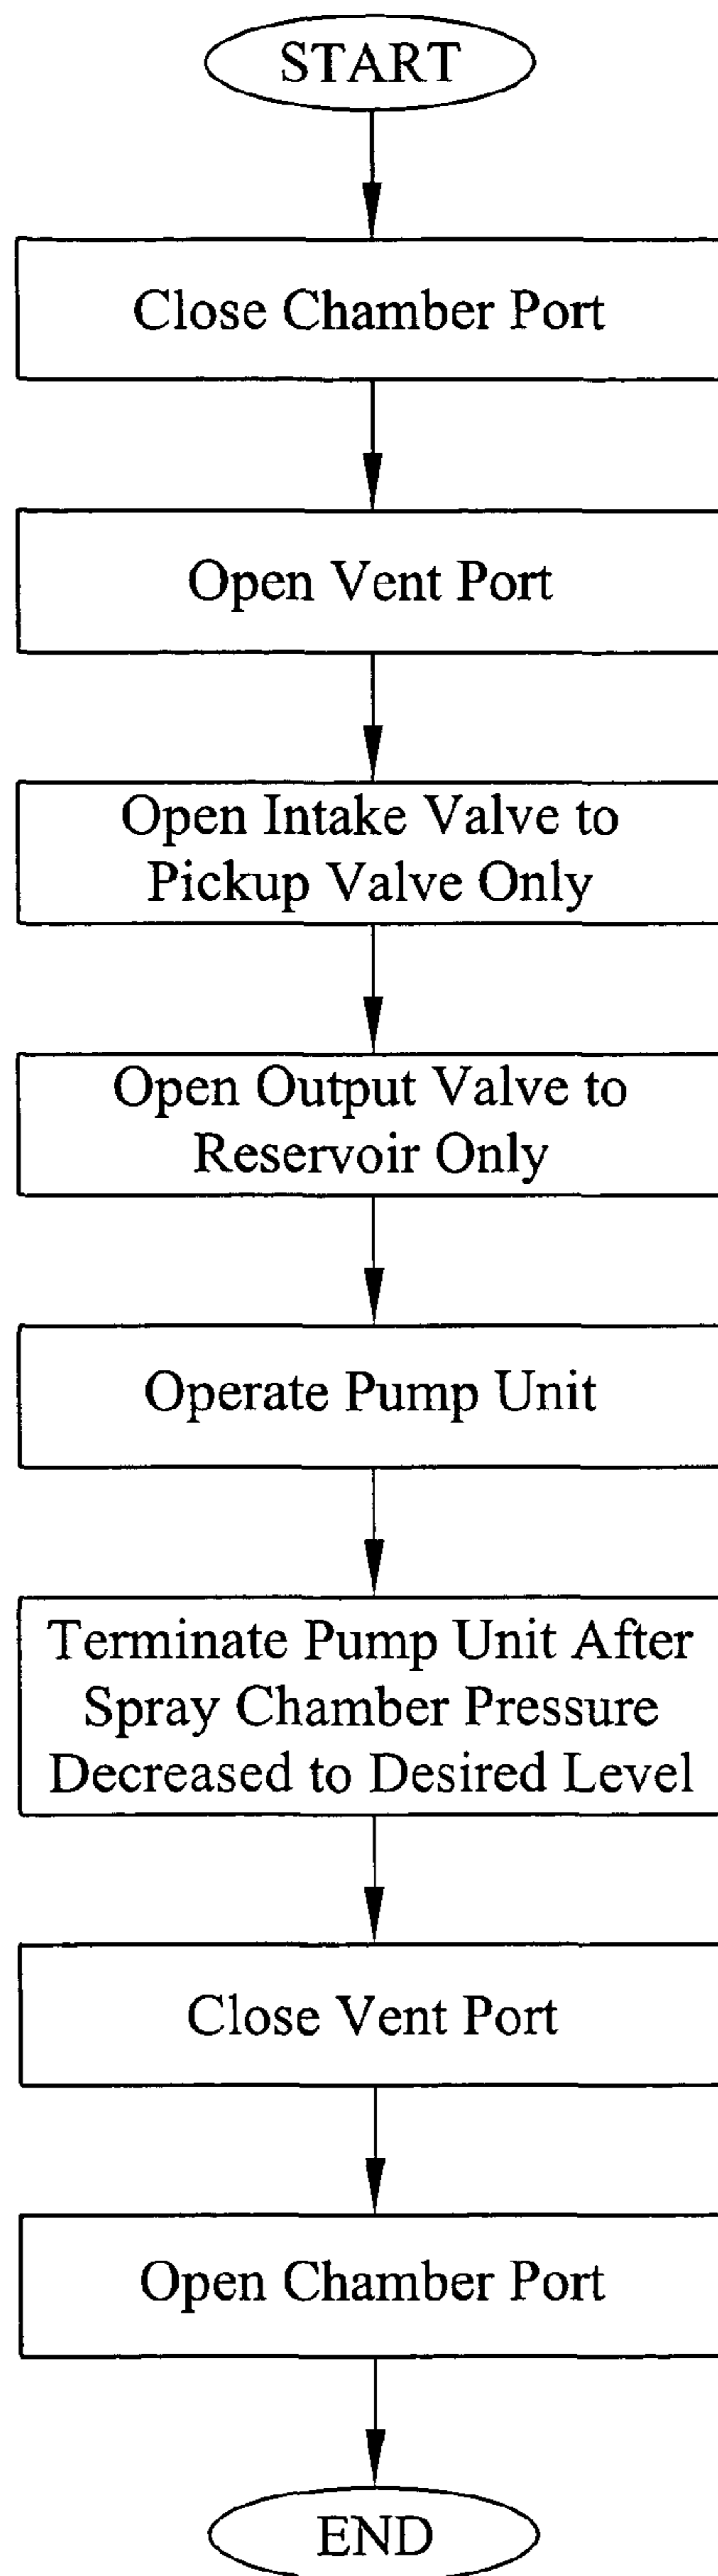 START
Close Chamber Port
Open Vent Port
Open Intake Valve to
Pickup Valve Only
Open Output Valve to
Reservoir Only
Operate Pump Unit
Terminate Pump Unit After
Spray Chamber Pressure
Decreased to Desired Level
Close Vent Port
Open Chamber Port
END